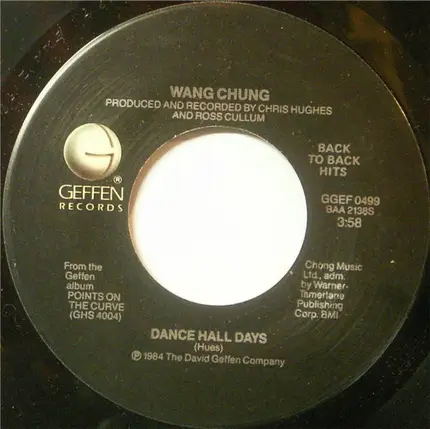 WANG CHUNG
PRODUCED AND RECORDED BY CHRIS HUGHES
AND ROSS CULLUM
GEFFEN®
RECORDS
BACK
TO BACK
HITS
GGEF 0499
BAA 2138S
3:58
From the
Geffen
album
POINTS ON
THE CURVE
(GHS 4004)
Chong Music
Ltd., adm.
by Warner-
Tamerlane
Publishing
Corp. BMI
DANCE HALL DAYS
(Hues)
℗ 1984 The David Geffen Company